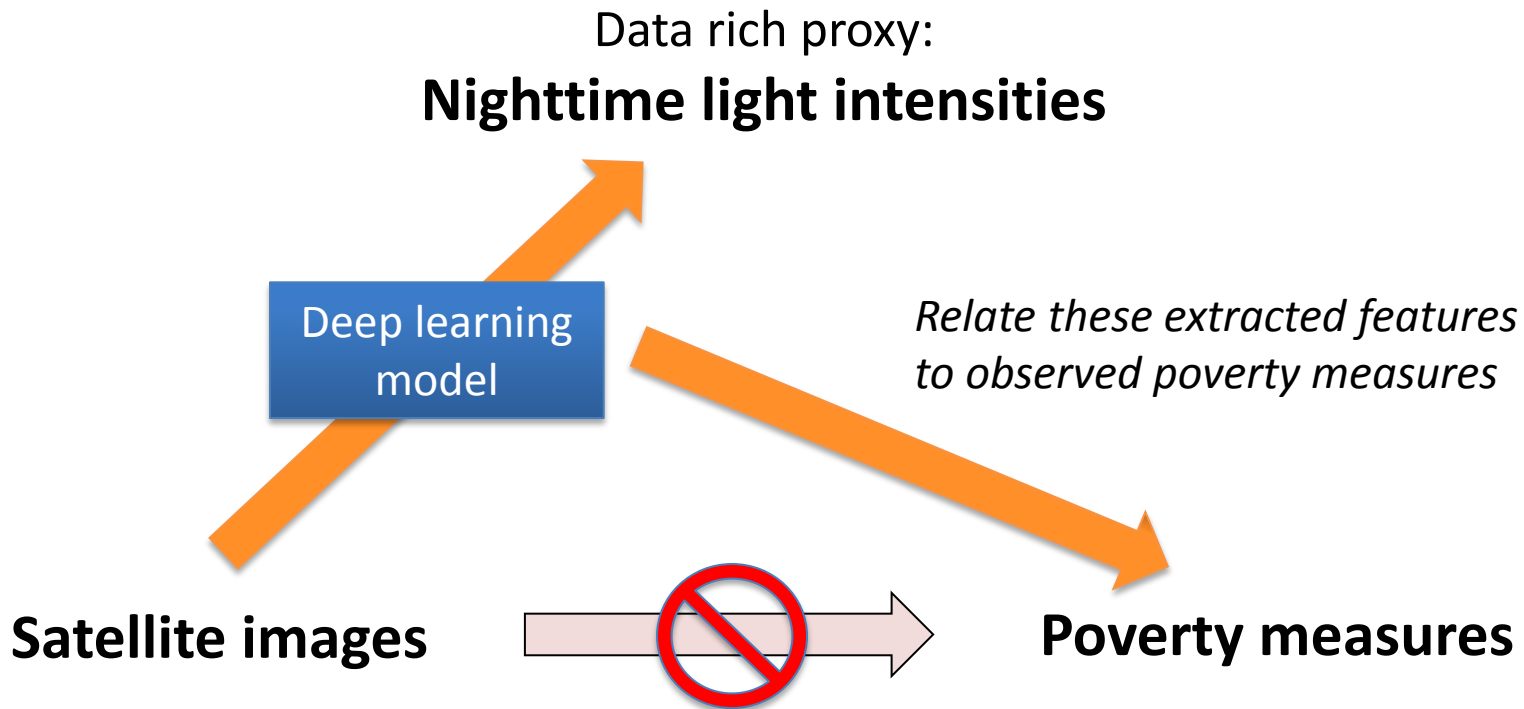 Data rich proxy:
Nighttime light intensities
Deep learning
model
Relate these extracted features
to observed poverty measures
Satellite images
Poverty measures